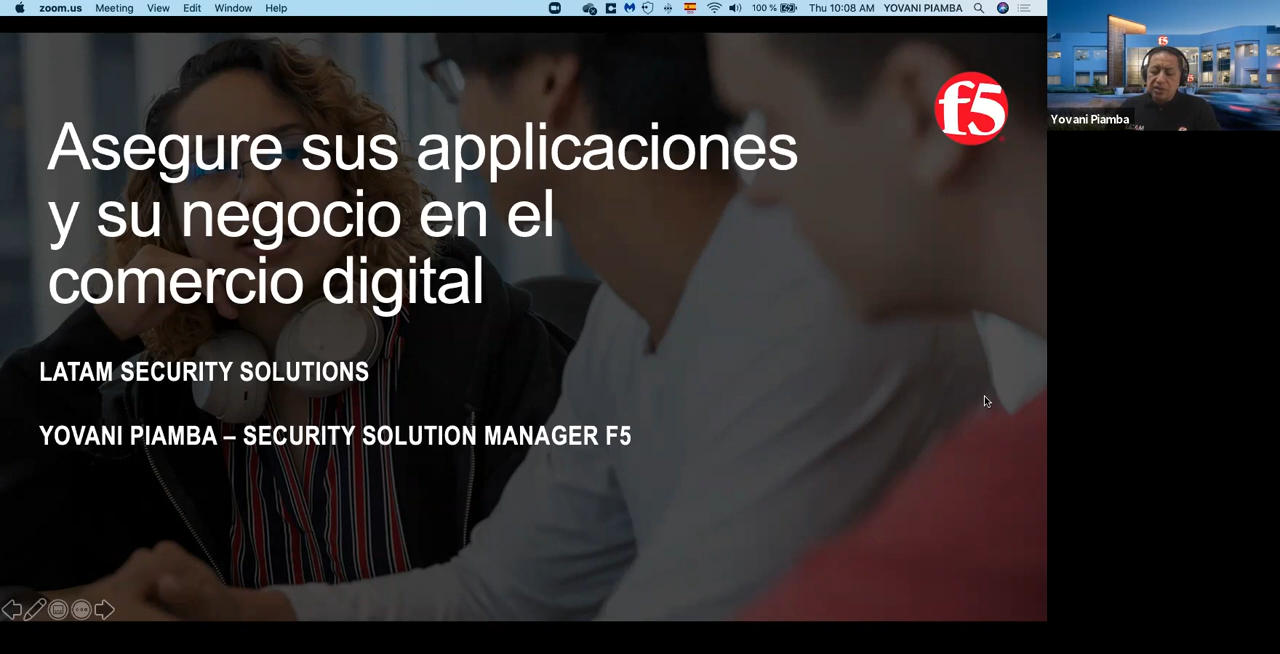 zoom.us Meeting View Edit Window Help 100 % Thu 10:08 AM YOVANI PIAMBA
f5
Asegure sus applicaciones
y su negocio en el
comercio digital
LATAM SECURITY SOLUTIONS
YOVANI PIAMBA – SECURITY SOLUTION MANAGER F5
f5
Yovani Piamba